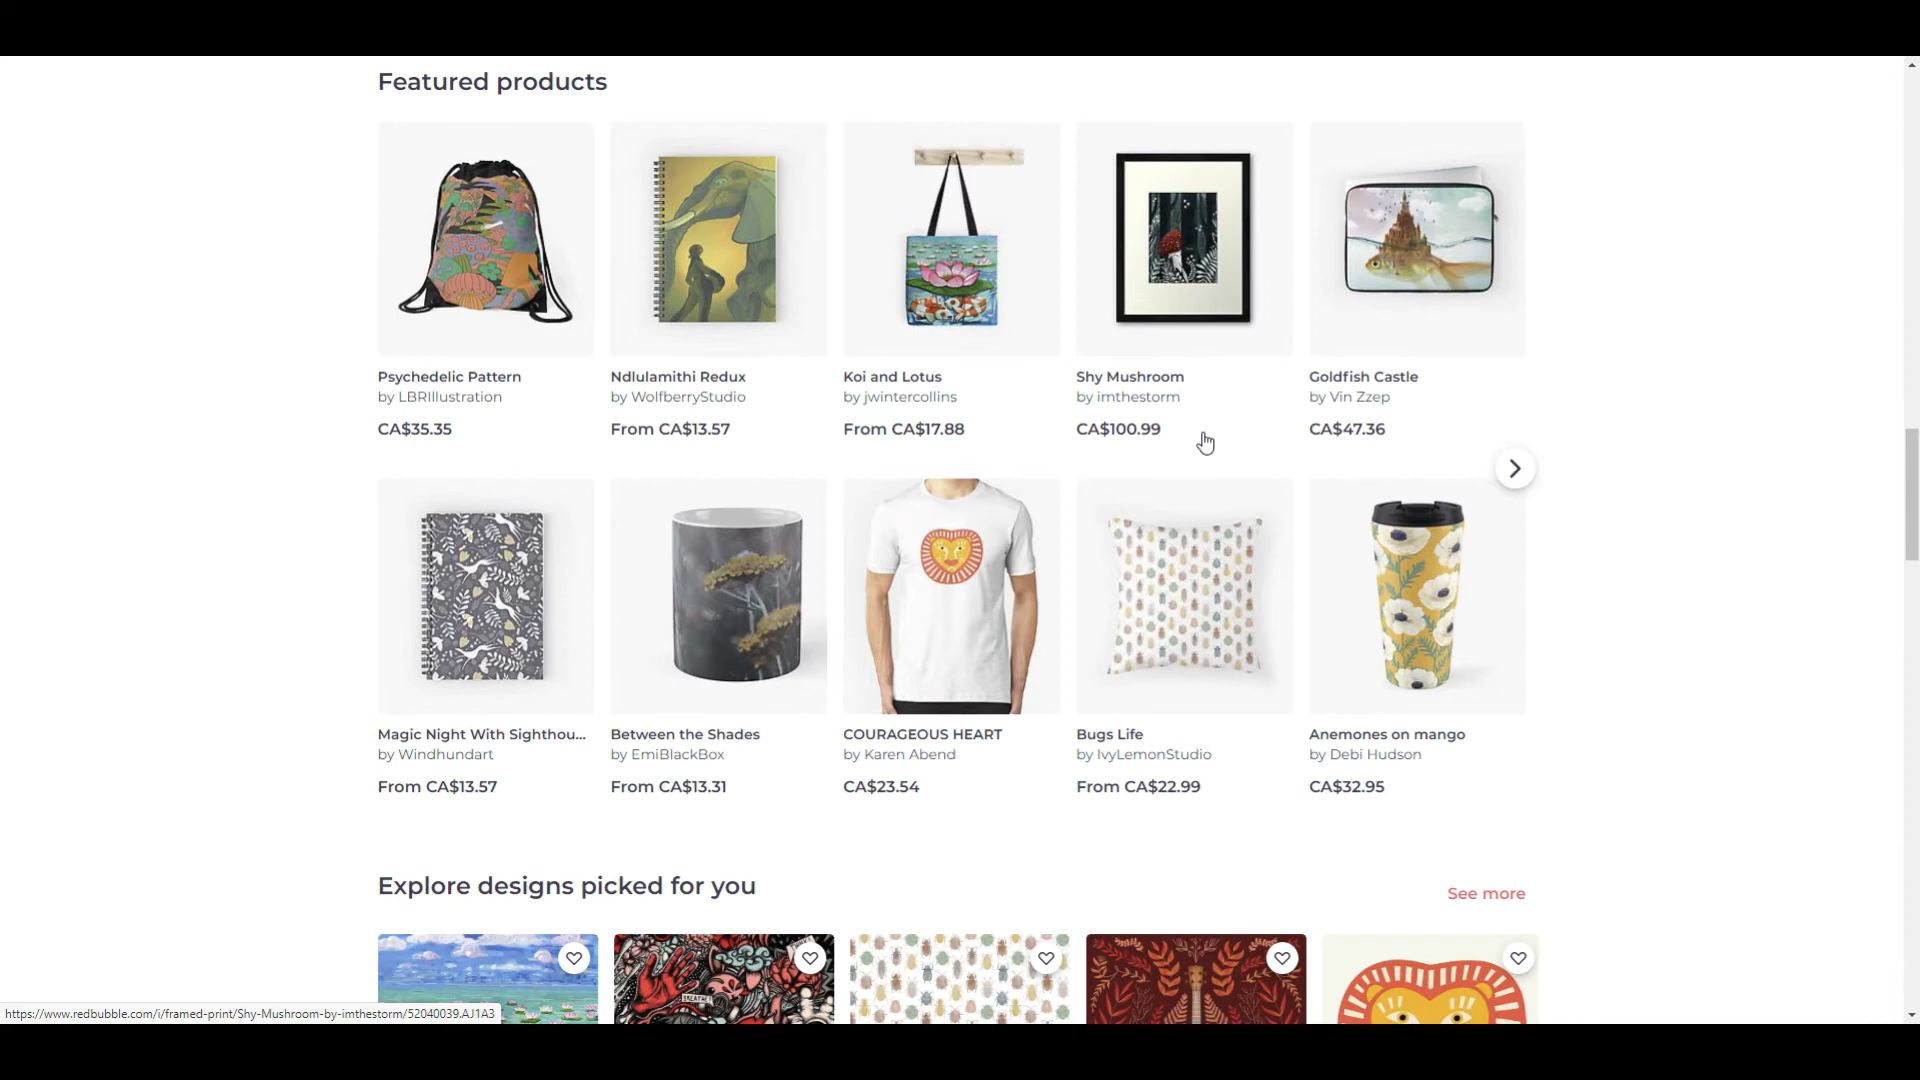 Featured products
Psychedelic Pattern
by LBRIllustration
CA$35.35
Ndlulamithi Redux
by WolfberryStudio
From CA$13.57
Koi and Lotus
by jwintercollins
From CA$17.88
Shy Mushroom
by imthestorm
CA$100.99
Goldfish Castle
by Vin Zzep
CA$47.36
Magic Night With Sighthou...
by Windhundart
From CA$13.57
Between the Shades
by EmiBlackBox
From CA$13.31
COURAGEOUS HEART
by Karen Abend
CA$23.54
Bugs Life
by IvyLemonStudio
From CA$22.99
Anemones on mango
by Debi Hudson
CA$32.95
Explore designs picked for you
See more
BREATHE
https://www.redbubble.com/i/framed-print/Shy-Mushroom-by-imthestorm/52040039.AJ1A3